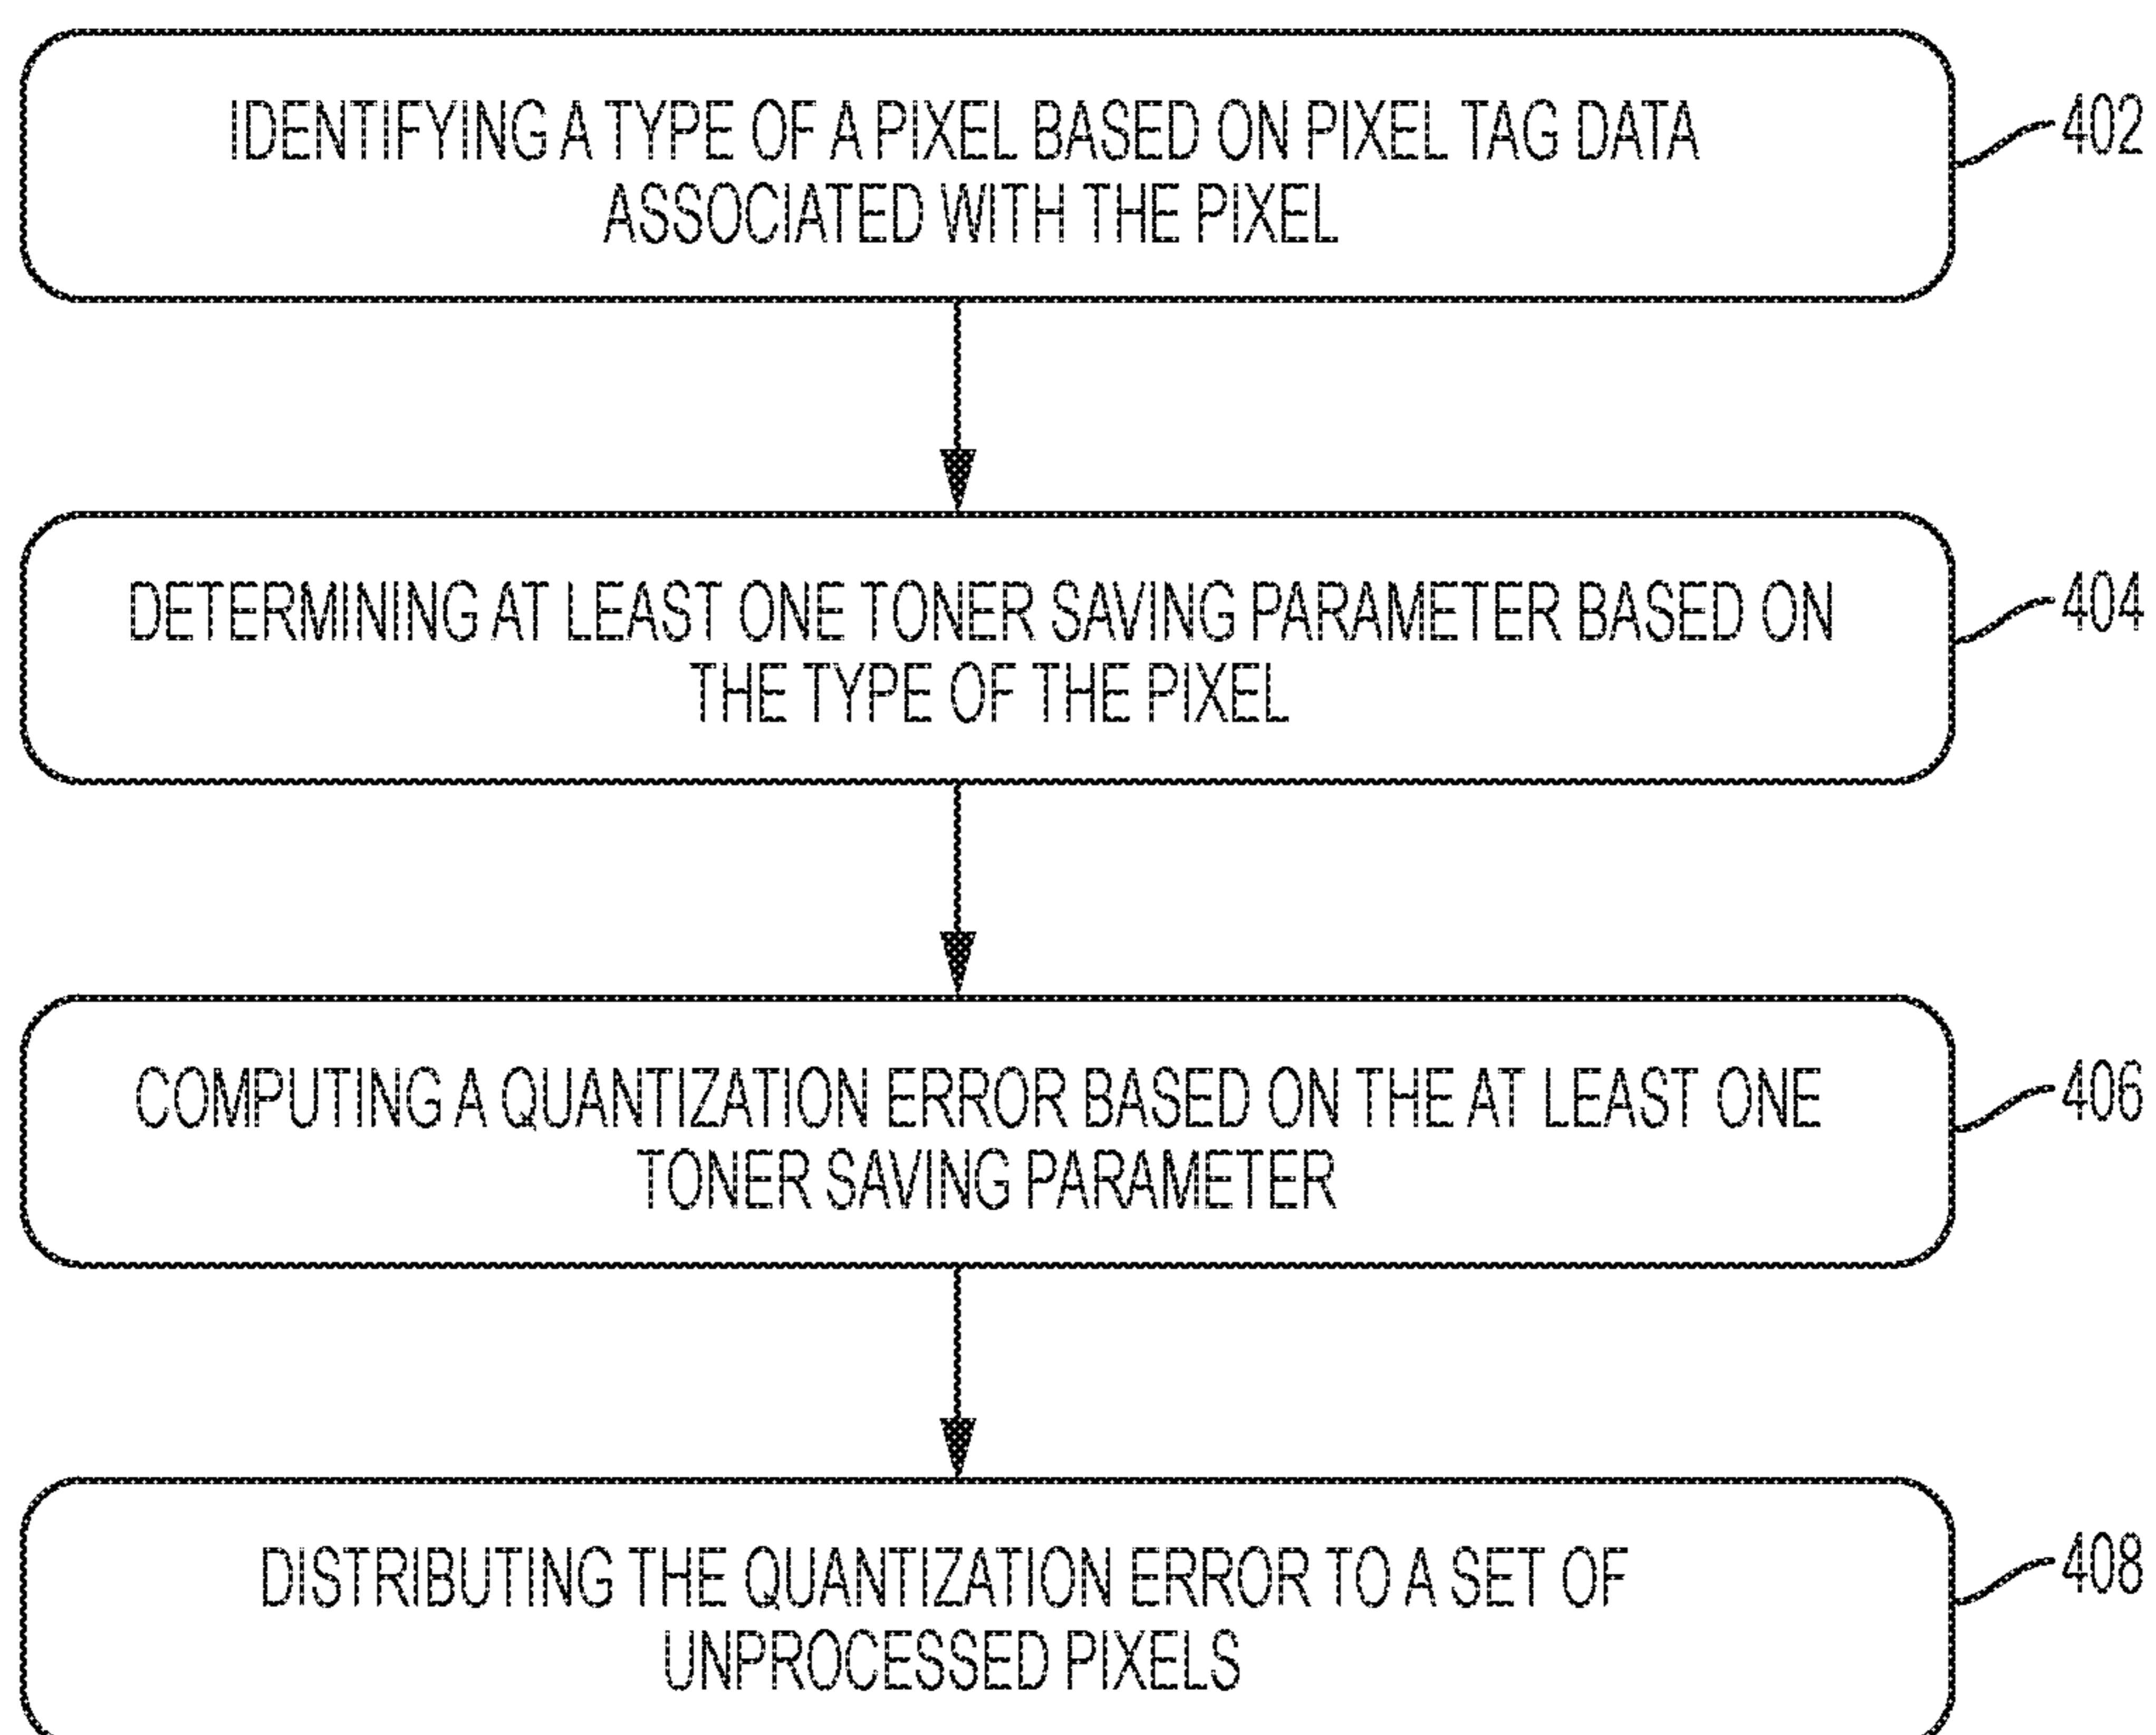 IDENTIFYING A TYPE OF A PIXEL BASED ON PIXEL TAG DATA
ASSOCIATED WITH THE PIXEL
402
DETERMINING AT LEAST ONE TONER SAVING PARAMETER BASED ON
THE TYPE OF THE PIXEL
404
COMPUTING A QUANTIZATION ERROR BASED ON THE AT LEAST ONE
TONER SAVING PARAMETER
406
DISTRIBUTING THE QUANTIZATION ERROR TO A SET OF
UNPROCESSED PIXELS
408